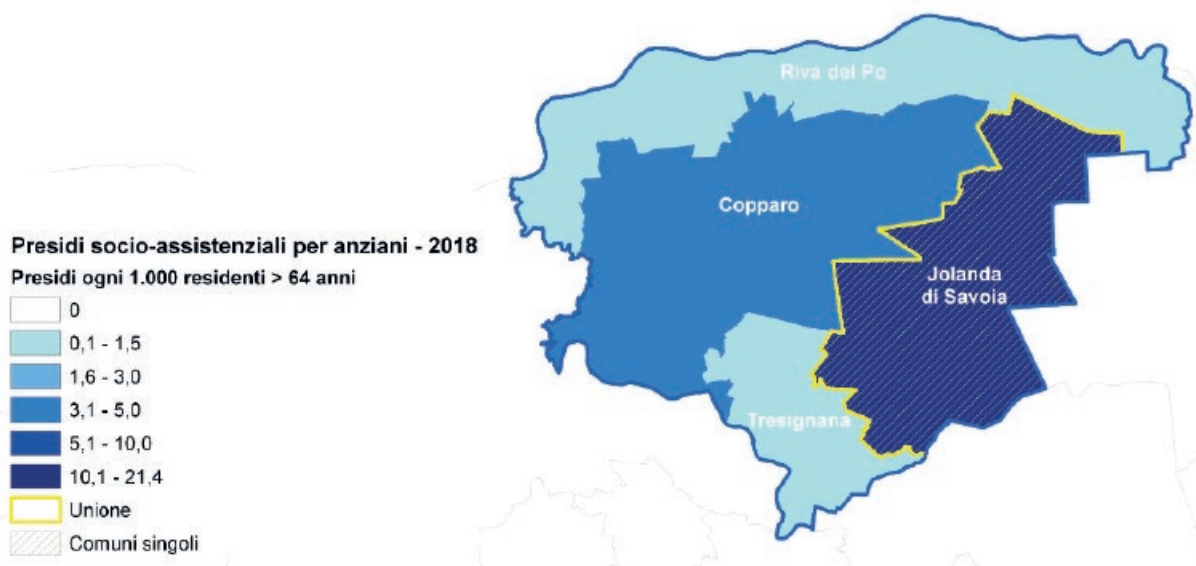 Riva del Po
Copparo
Jolanda
di Savoia
Tresignana
Presidi socio-assistenziali per anziani - 2018
Presidi ogni 1.000 residenti > 64 anni
0
0,1 - 1,5
1,6 - 3,0
3,1 - 5,0
5,1 - 10,0
10,1 - 21,4
Unione
Comuni singoli